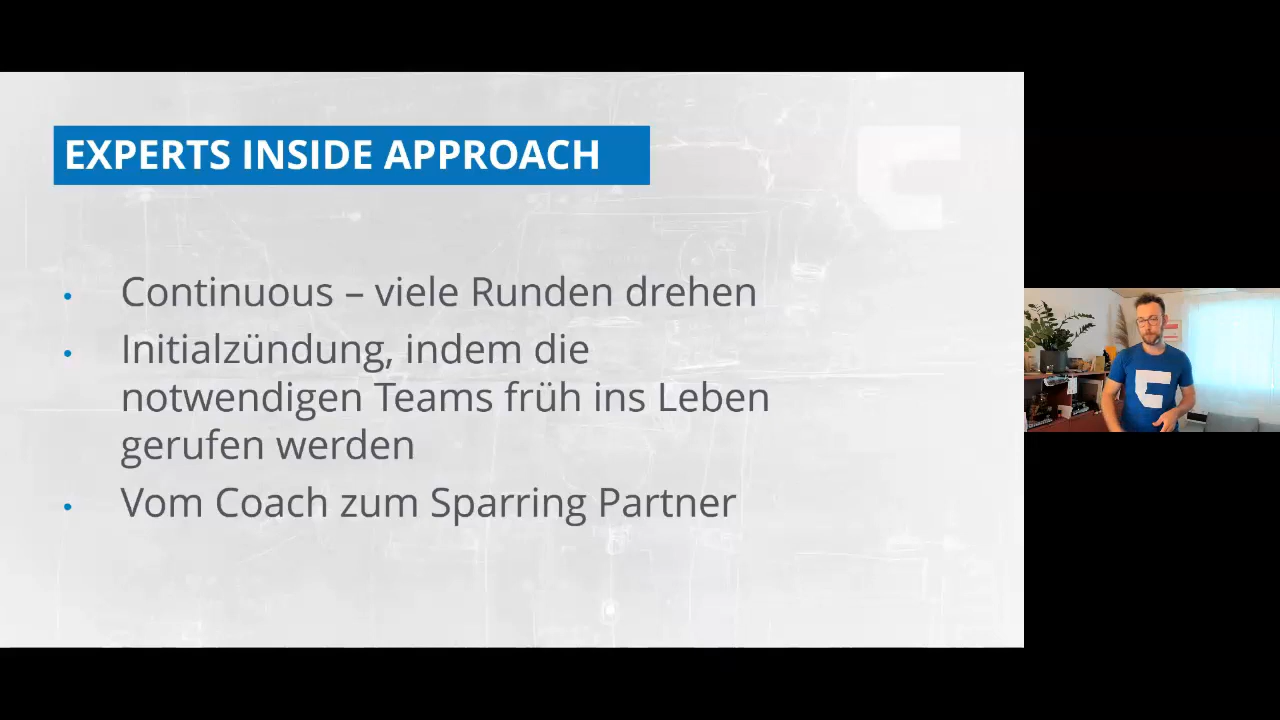 EXPERTS INSIDE APPROACH
• Continuous – viele Runden drehen
• Initialzündung, indem die
notwendigen Teams früh ins Leben
gerufen werden
• Vom Coach zum Sparring Partner